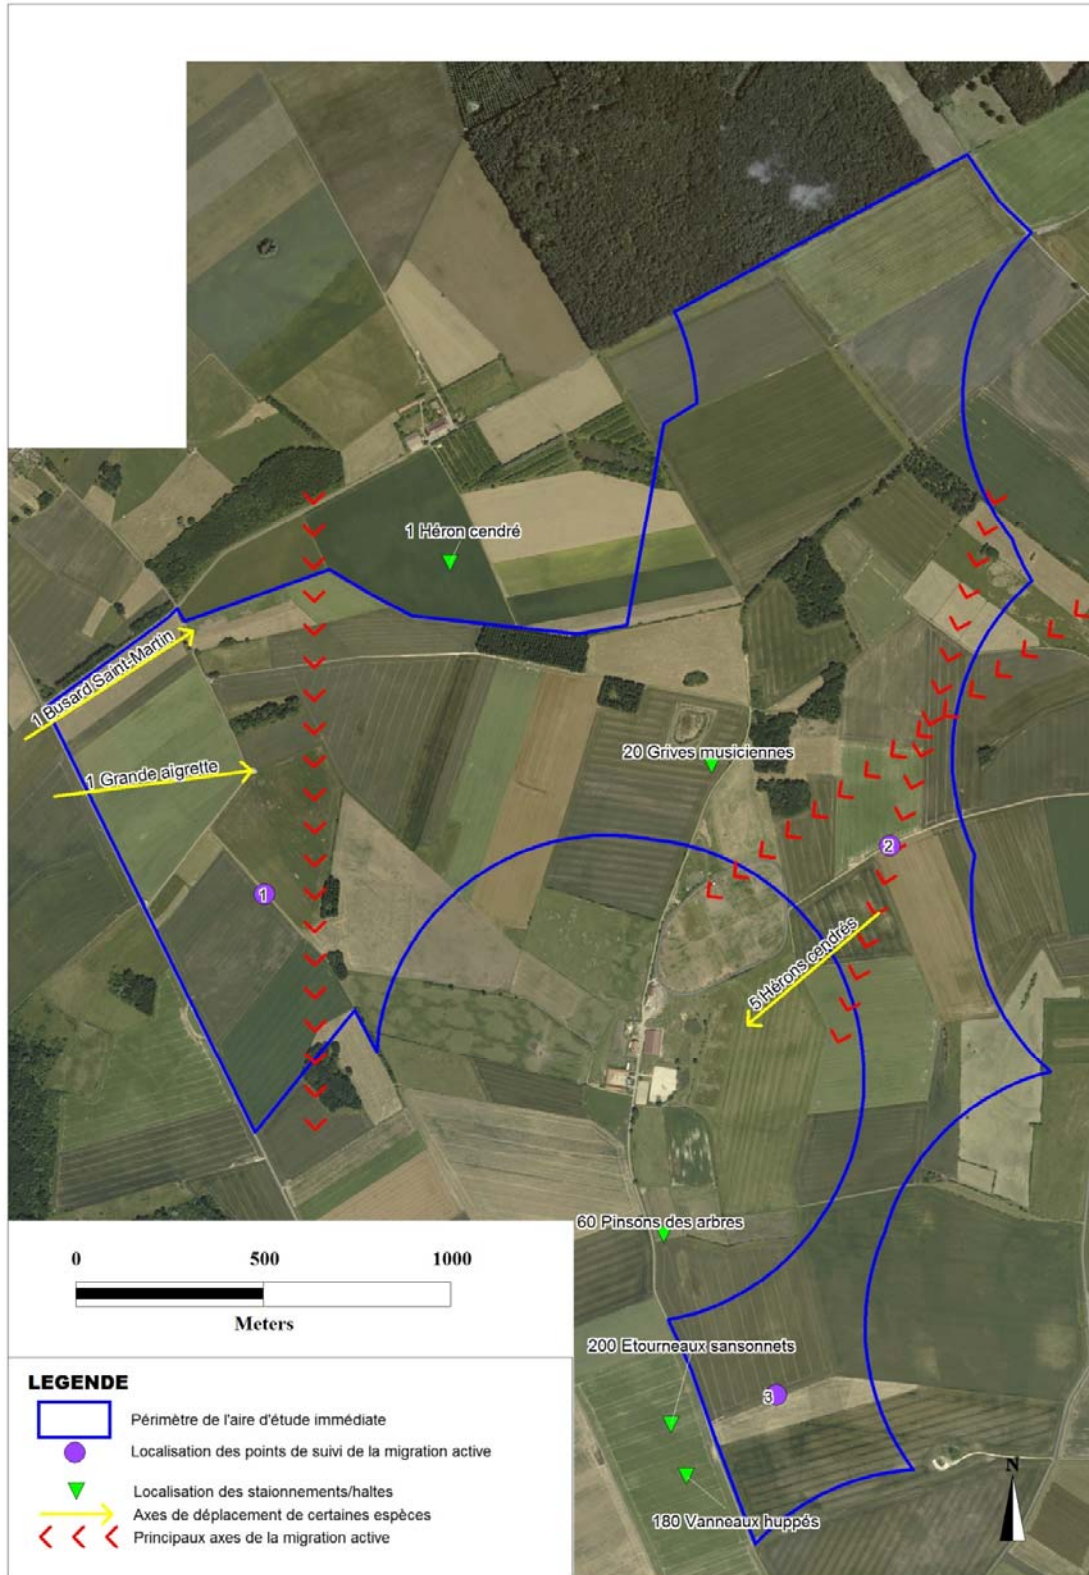 1 Héron cendré
1 Busard Saint-Martin
1 Grande aigrette
20 Grives musiciennes
1
2
5 Hérons cendrés
60 Pinsons des arbres
200 Etourneaux sansonnets
3
180 Vanneaux huppés
0 500 1000
Meters
N
LEGENDE
Périmètre de l'aire d'étude immédiate
Localisation des points de suivi de la migration active
Localisation des staionnements/haltes
Axes de déplacement de certaines espèces
Principaux axes de la migration active